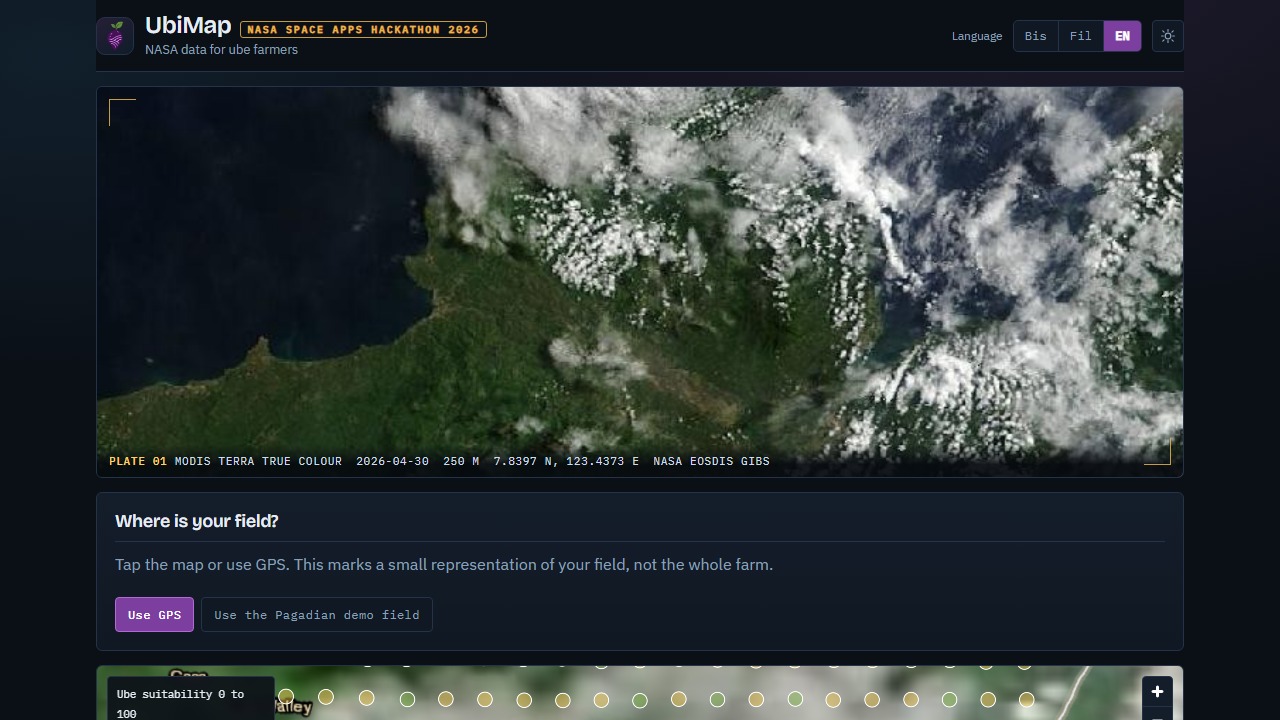 UbiMap NASA SPACE APPS HACKATHON 2026
NASA data for ube farmers
Language Bis Fil EN
PLATE 01 MODIS TERRA TRUE COLOUR 2026-04-30 250 M 7.8397 N, 123.4373 E NASA EOSDIS GIBS
Where is your field?
Tap the map or use GPS. This marks a small representation of your field, not the whole farm.
Use GPS Use the Pagadian demo field
Ube suitability 0 to
100
+